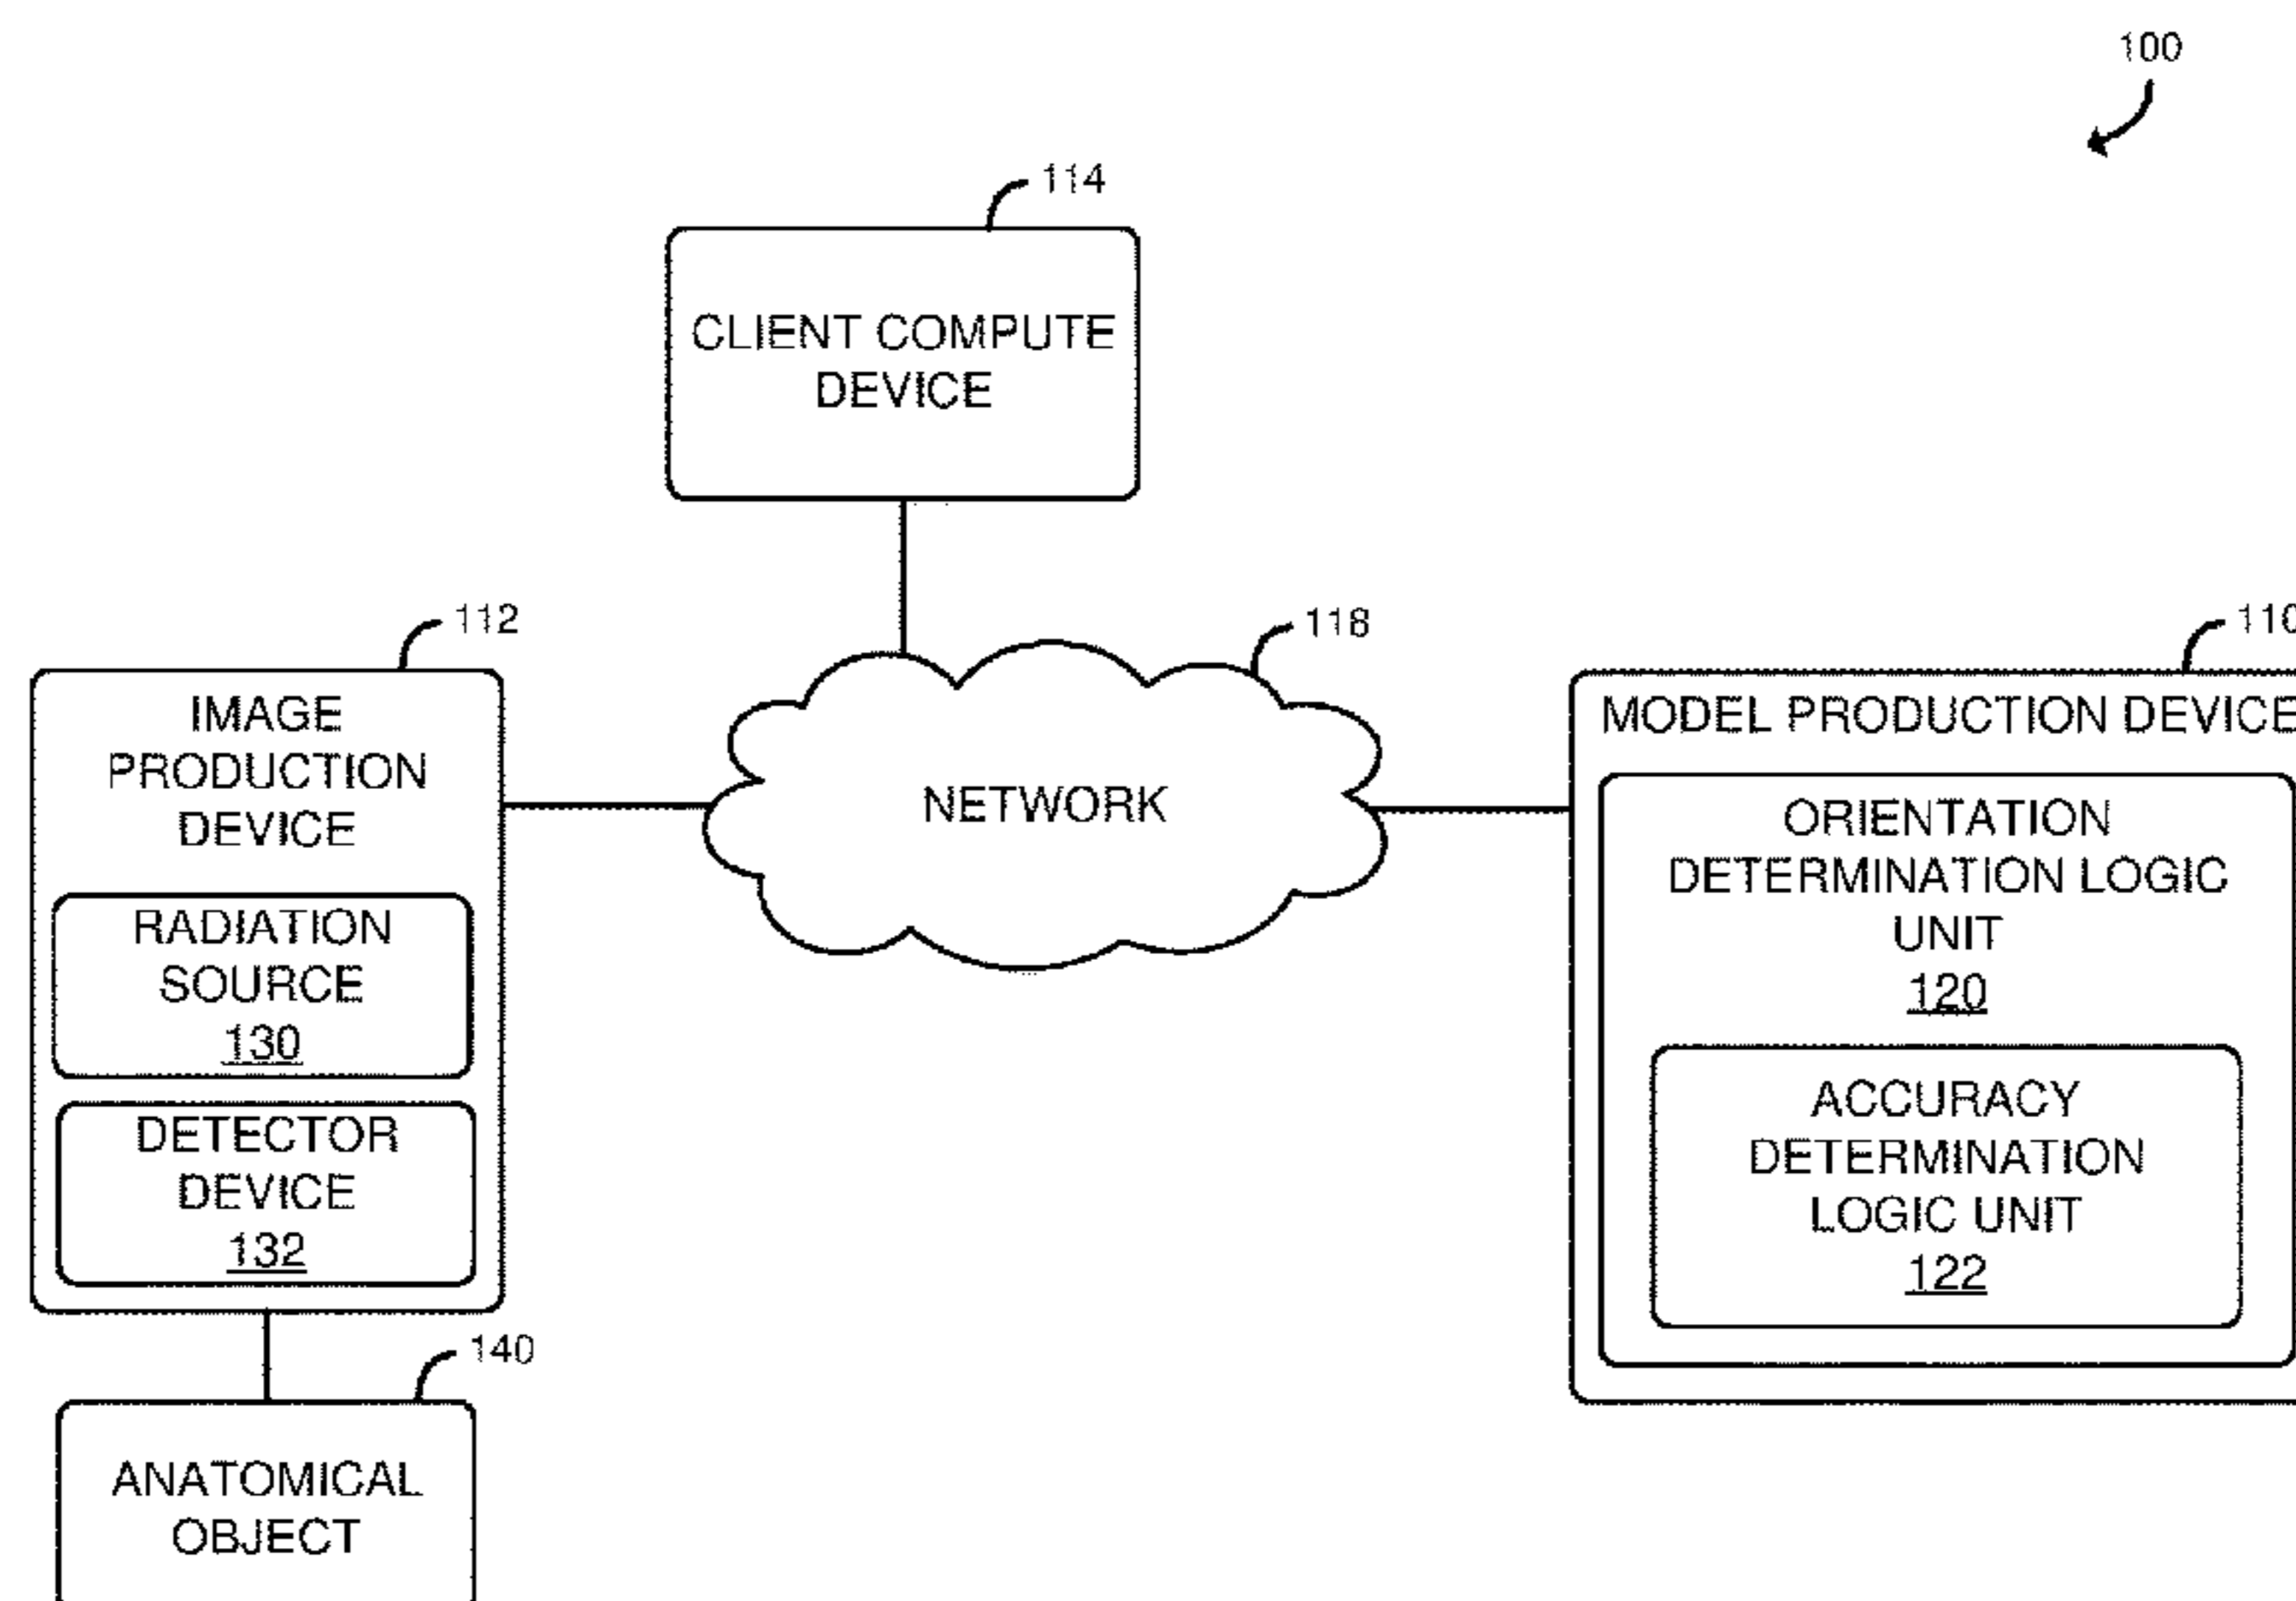 100
114
CLIENT COMPUTE
DEVICE
112
IMAGE
PRODUCTION
DEVICE
RADIATION
SOURCE
130
DETECTOR
DEVICE
132
140
ANATOMICAL
OBJECT
118
NETWORK
110
MODEL PRODUCTION DEVICE
ORIENTATION
DETERMINATION LOGIC
UNIT
120
ACCURACY
DETERMINATION
LOGIC UNIT
122